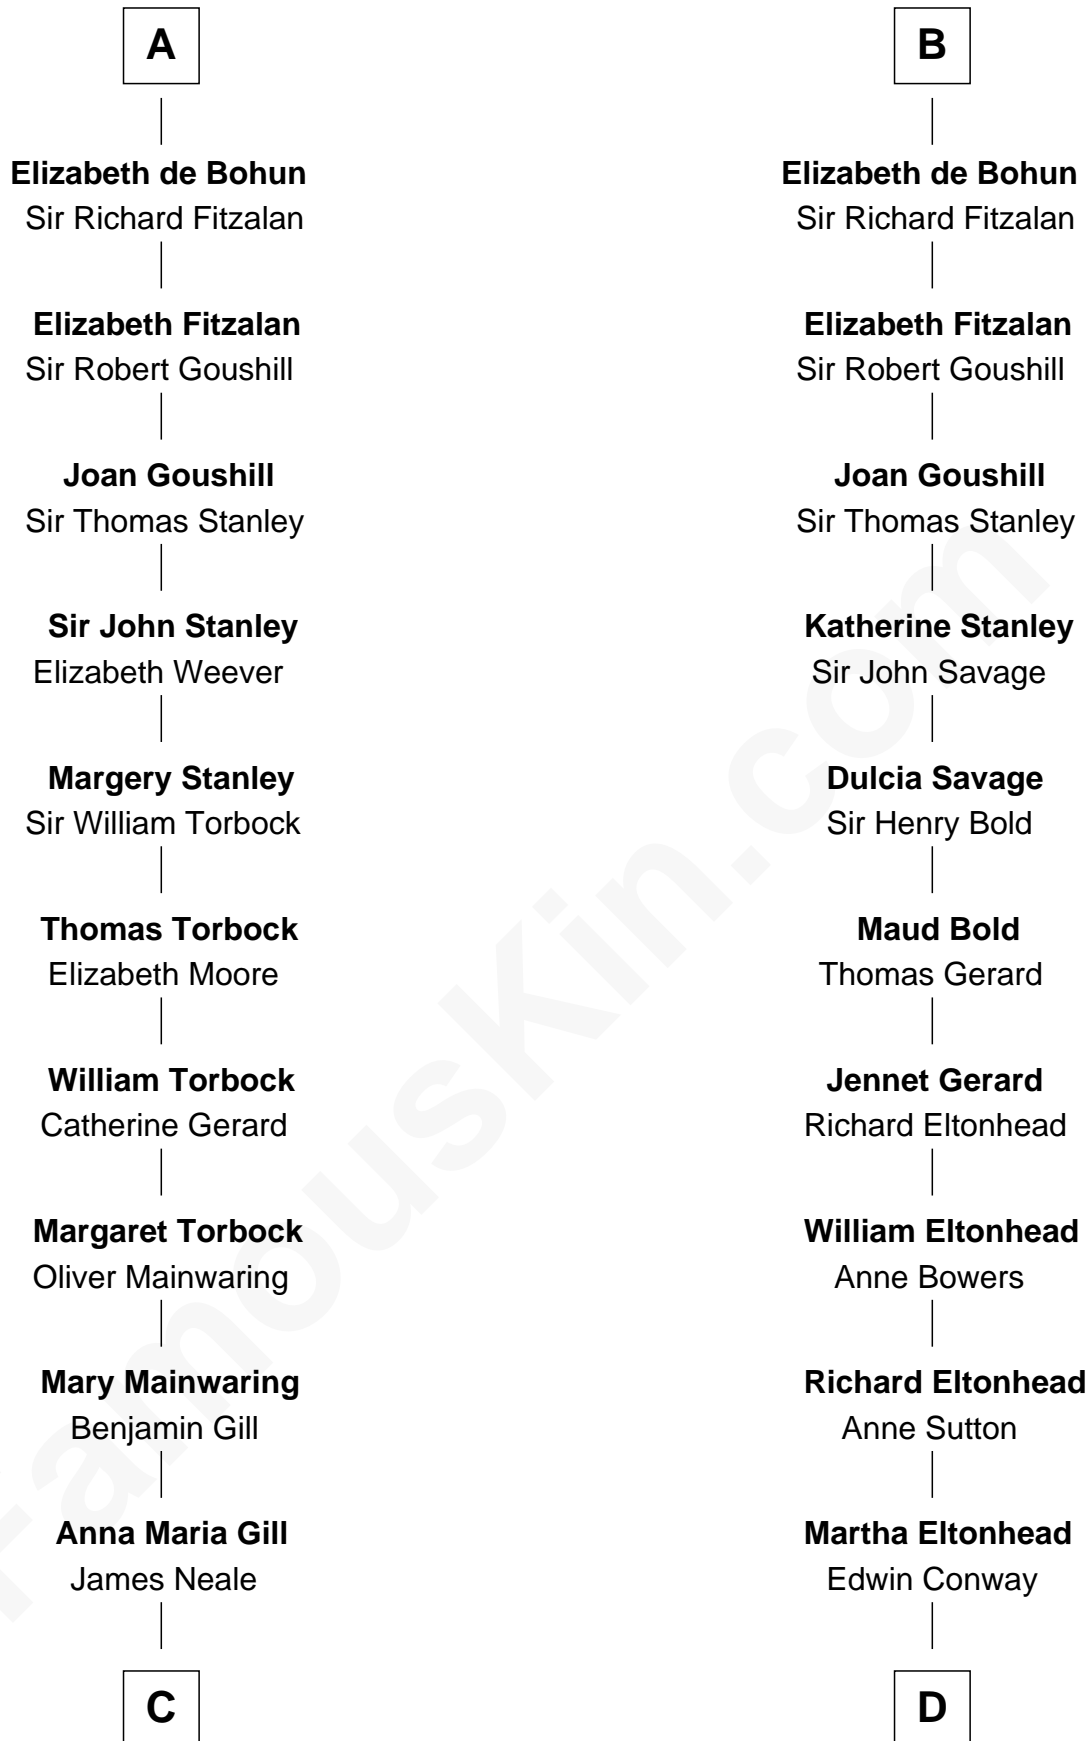 A
Elizabeth de Bohun
Sir Richard Fitzalan
Elizabeth Fitzalan
Sir Robert Goushill
Joan Goushill
Sir Thomas Stanley
Sir John Stanley
Elizabeth Weever
Margery Stanley
Sir William Torbock
Thomas Torbock
Elizabeth Moore
William Torbock
Catherine Gerard
Margaret Torbock
Oliver Mainwaring
Mary Mainwaring
Benjamin Gill
Anna Maria Gill
James Neale
C
B
Elizabeth de Bohun
Sir Richard Fitzalan
Elizabeth Fitzalan
Sir Robert Goushill
Joan Goushill
Sir Thomas Stanley
Katherine Stanley
Sir John Savage
Dulcia Savage
Sir Henry Bold
Maud Bold
Thomas Gerard
Jennet Gerard
Richard Eltonhead
William Eltonhead
Anne Bowers
Richard Eltonhead
Anne Sutton
Martha Eltonhead
Edwin Conway
D
FamousKin.com